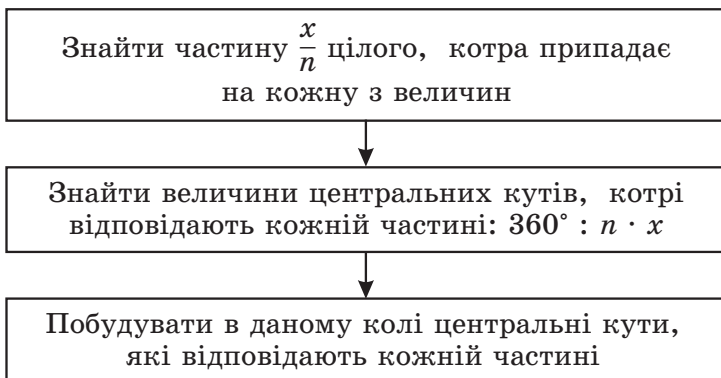 Знайти частину x/n цілого, котра припадає
на кожну з величин
Знайти величини центральних кутів, котрі
відповідають кожній частині: 360° : n · x
Побудувати в даному колі центральні кути,
які відповідають кожній частині